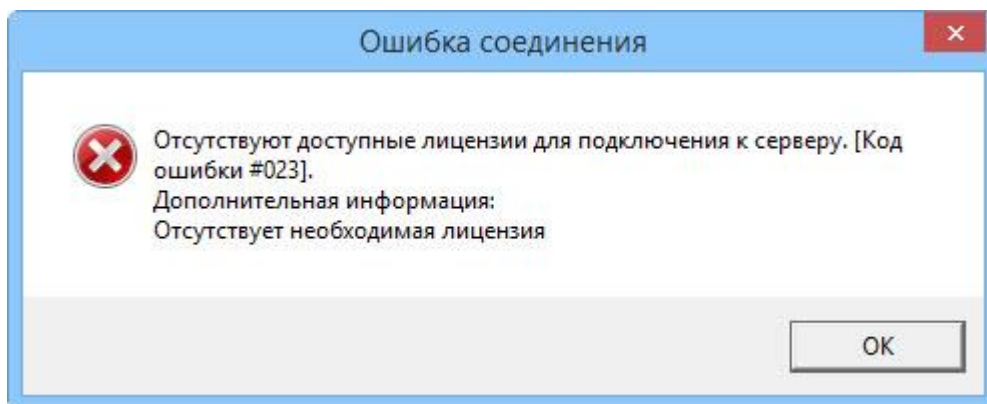 Ошибка соединения
Отсутствуют доступные лицензии для подключения к серверу. [Код
ошибки #023].
Дополнительная информация:
Отсутствует необходимая лицензия
OK